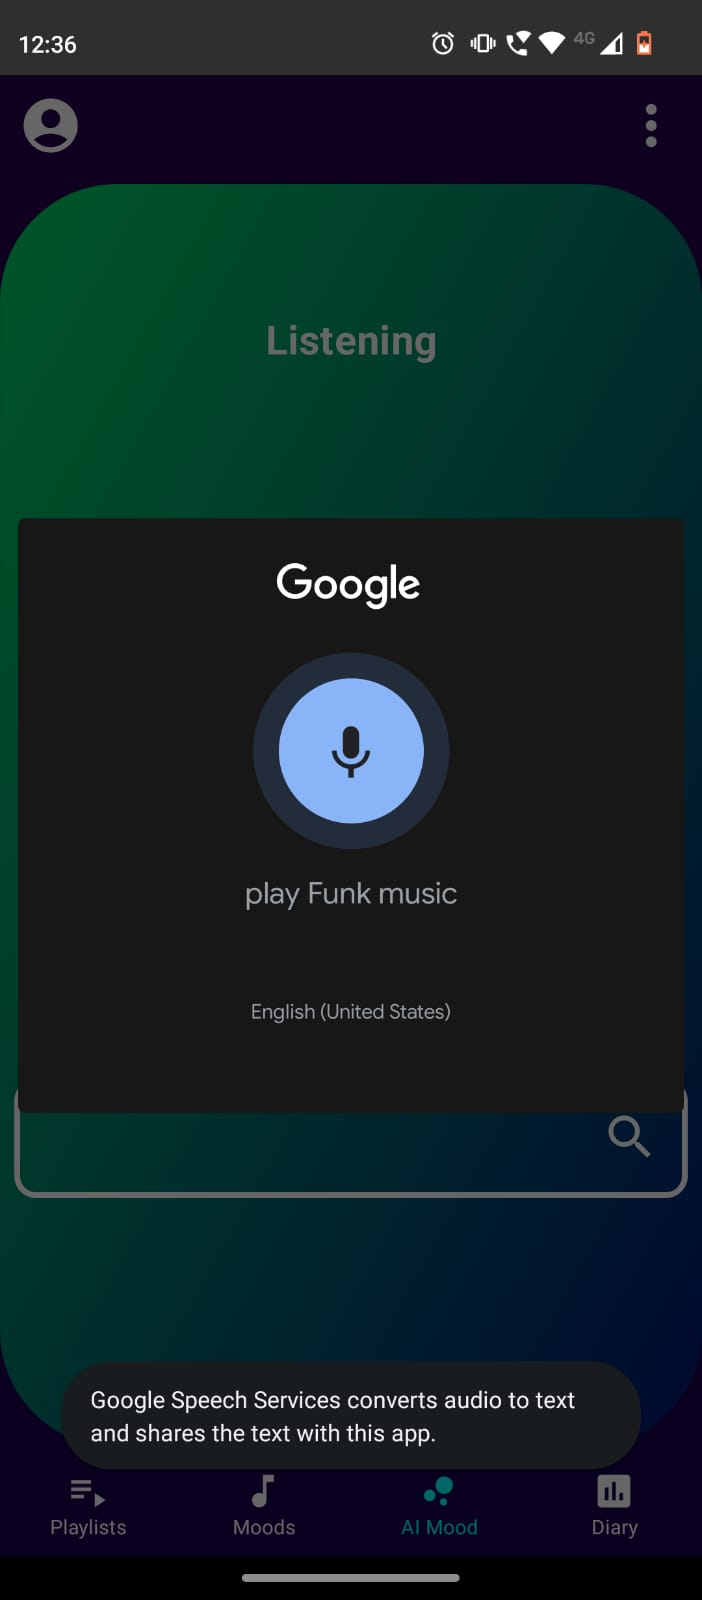 12:36
4G
Listening
Google
play Funk music
English (United States)
Google Speech Services converts audio to text
and shares the text with this app.
Playlists
Moods
AI Mood
Diary